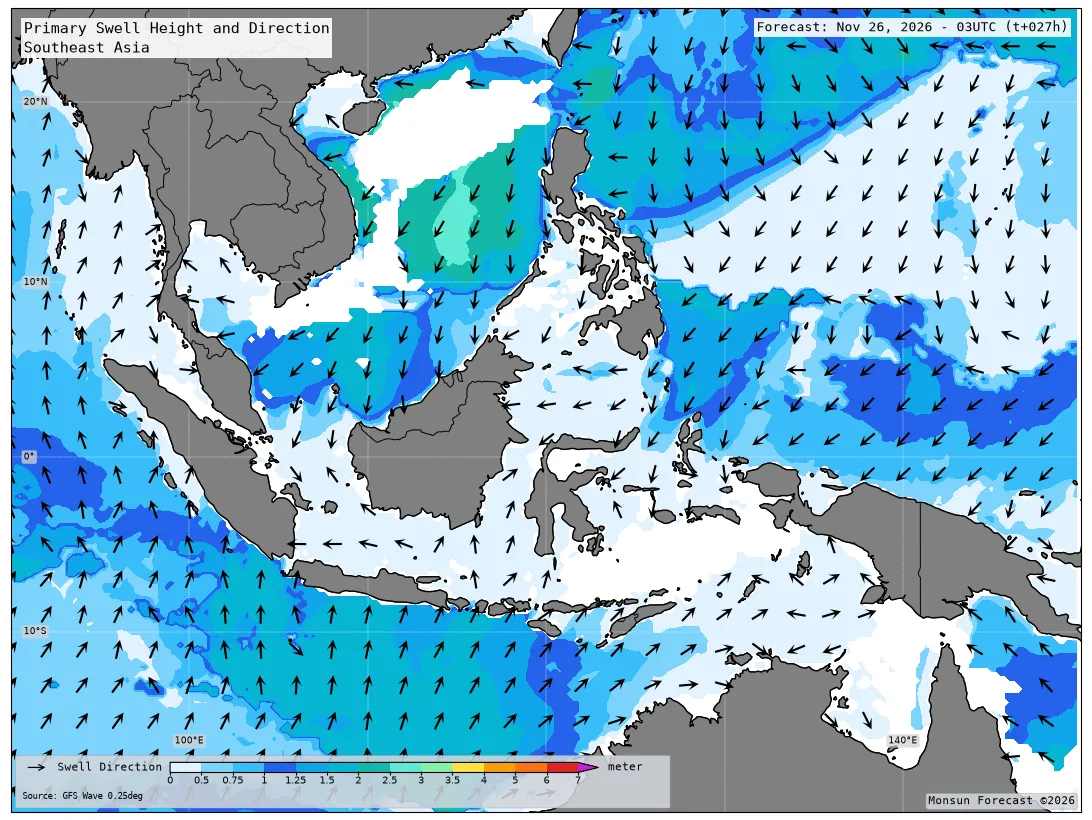 Primary Swell Height and Direction
Southeast Asia
Forecast: Nov 26, 2026 - 03UTC (t+027h)
20°N
10°N
0°
10°S
100°E
140°E
Swell Direction
meter
0 0.5 0.75 1 1.25 1.5 2 2.5 3 3.5 4 5 6 7
Source: GFS Wave 0.25deg
Monsun Forecast ©2026